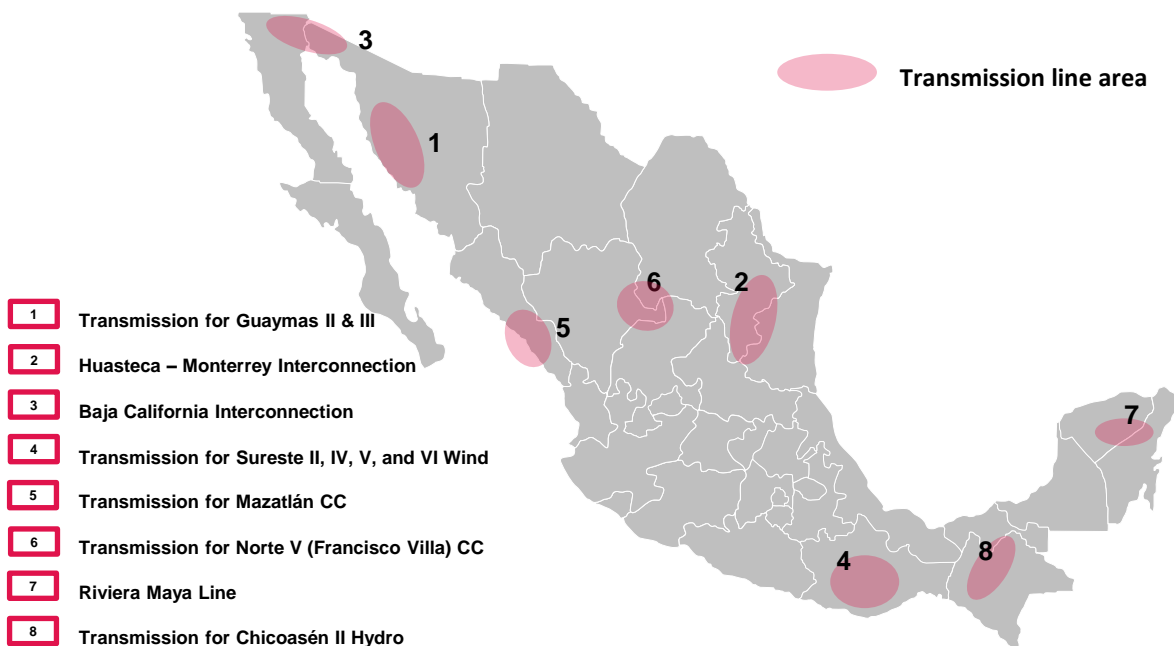 3
Transmission line area
1
6
2
5
7
4
8
1 Transmission for Guaymas II & III
2 Huasteca – Monterrey Interconnection
3 Baja California Interconnection
4 Transmission for Sureste II, IV, V, and VI Wind
5 Transmission for Mazatlán CC
6 Transmission for Norte V (Francisco Villa) CC
7 Riviera Maya Line
8 Transmission for Chicoasén II Hydro